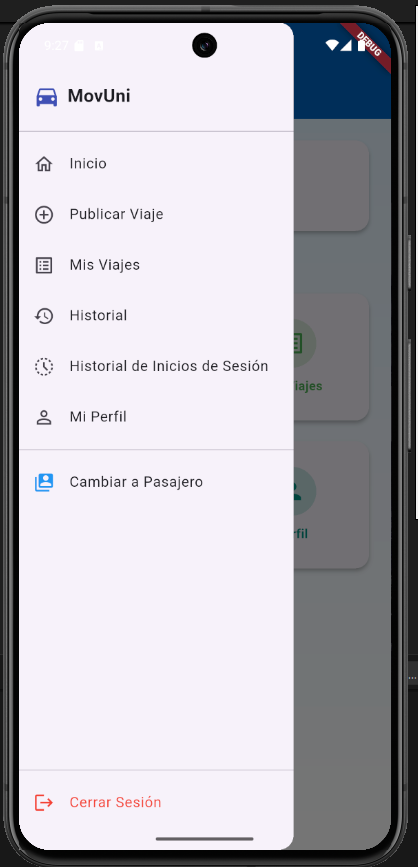 9:27
DEBUG
MovUni
Inicio
Publicar Viaje
Mis Viajes
Historial
Historial de Inicios de Sesión
Mi Perfil
Cambiar a Pasajero
iajes
rfil
Cerrar Sesión